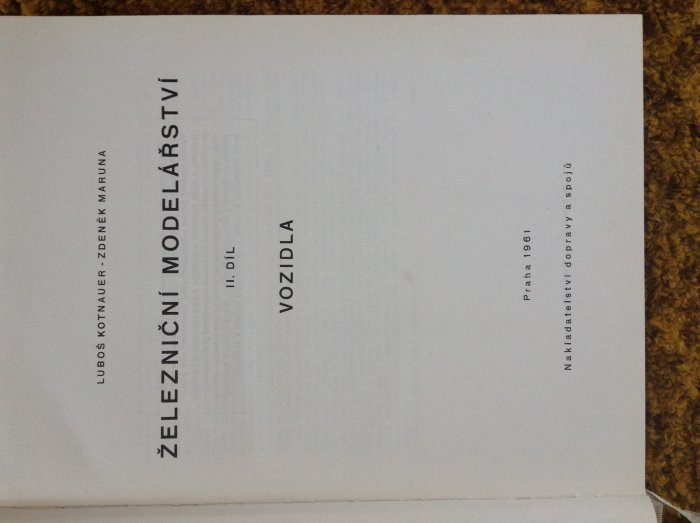 LUBOŠ KOTNAUER - ZDENĚK MARUNA
ŽELEZNIČNÍ MODELÁŘSTVÍ
II. DÍL
VOZIDLA
Praha 1961
Nakladatelství dopravy a spojů